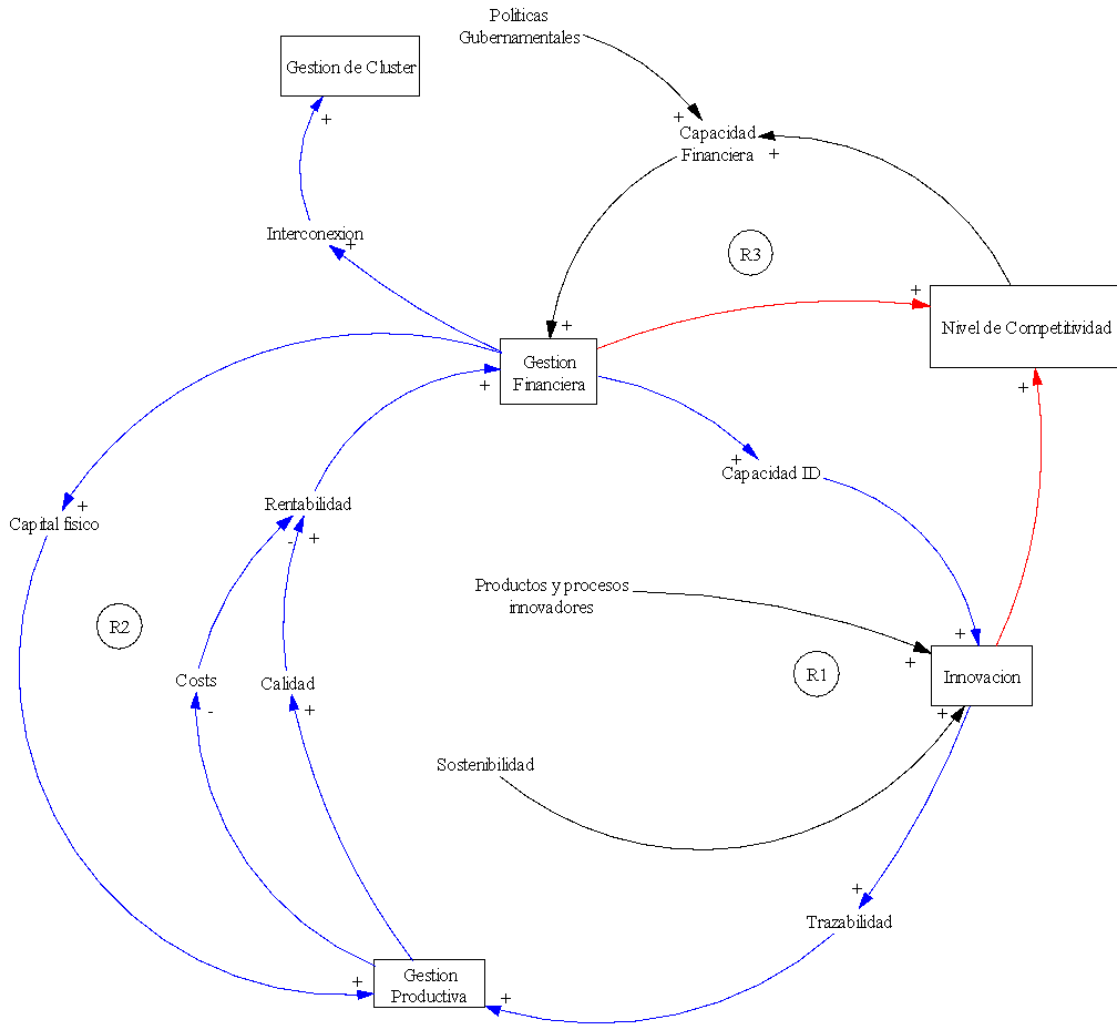 Politicas
Gubernamentales
Gestion de Cluster
+
+
Capacidad
Financiera
+
Interconexion
+
R3
+
Nivel de Competitividad
+
Gestion
Financiera
+
+
+
Capacidad ID
+
Capital fisico
Rentabilidad
-
+
Productos y procesos
innovadores
R2
+
+
R1
Innovacion
Costs
-
Calidad
+
+
Sostenibilidad
+
Trazabilidad
Gestion
Productiva
+
+